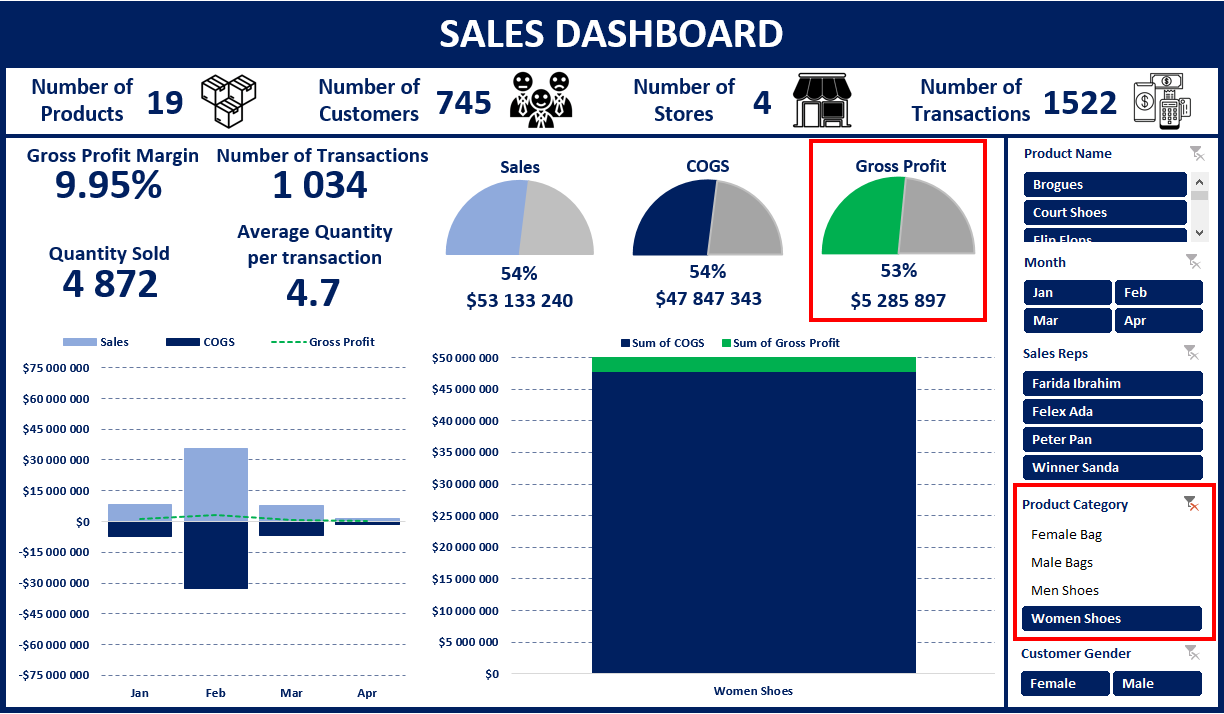 SALES DASHBOARD
Number of
Products
19
Number of
Customers
745
Number of
Stores
4
Number of
Transactions
1522
Gross Profit Margin
9.95%
Number of Transactions
1 034
Quantity Sold
4 872
Average Quantity
per transaction
4.7
Sales
54%
$53 133 240
COGS
54%
$47 847 343
Gross Profit
53%
$5 285 897
Sales
COGS
Gross Profit
$75 000 000
$60 000 000
$45 000 000
$30 000 000
$15 000 000
$0
-$15 000 000
-$30 000 000
-$45 000 000
-$60 000 000
-$75 000 000
Jan
Feb
Mar
Apr
Sum of COGS
Sum of Gross Profit
$50 000 000
$45 000 000
$40 000 000
$35 000 000
$30 000 000
$25 000 000
$20 000 000
$15 000 000
$10 000 000
$5 000 000
$0
Women Shoes
Product Name
Brogues
Court Shoes
Flip Flops
Month
Jan
Feb
Mar
Apr
Sales Reps
Farida Ibrahim
Felex Ada
Peter Pan
Winner Sanda
Product Category
Female Bag
Male Bags
Men Shoes
Women Shoes
Customer Gender
Female
Male